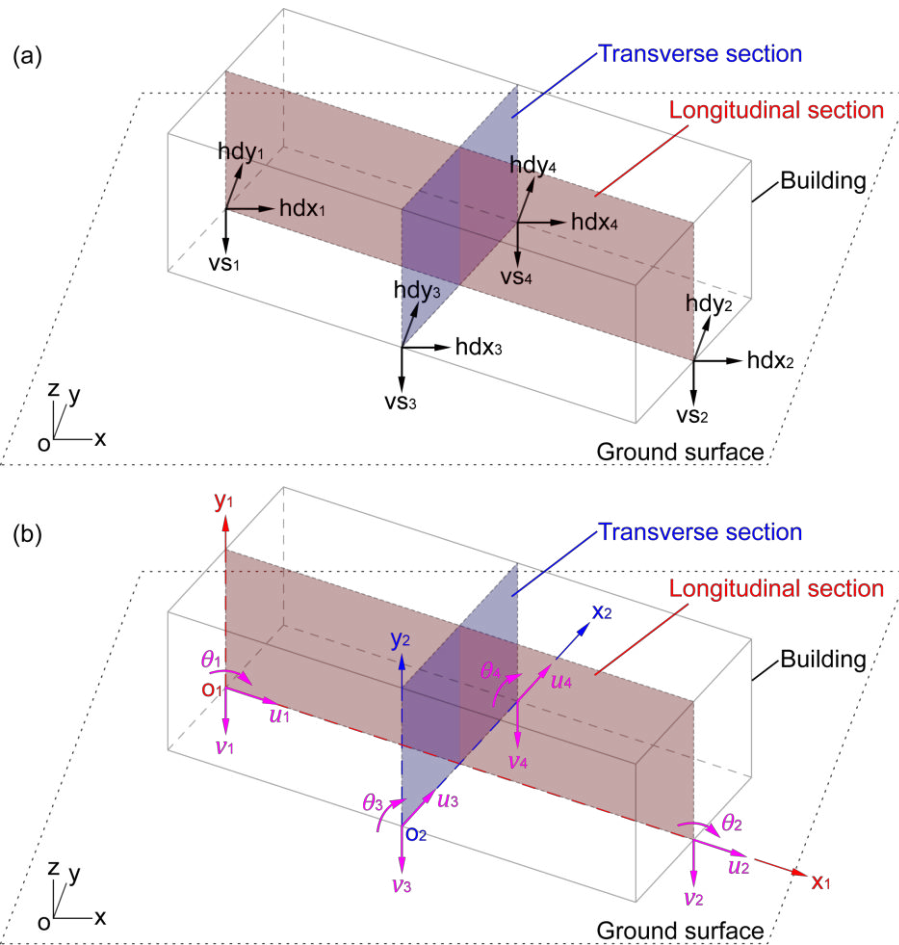 (a)
Transverse section
Longitudinal section
hdy1
hdy4
Building
hdx1
hdx4
vs1
vs4
hdy3
hdy2
hdx3
hdx2
z
y
vs3
vs2
o
x
Ground surface
y1
(b)
Transverse section
Longitudinal section
x2
y2
θ1
θ4
u4
Building
o1
u1
v1
v4
θ3
u3
θ2
o2
u2
x1
z
y
v3
v2
o
x
Ground surface